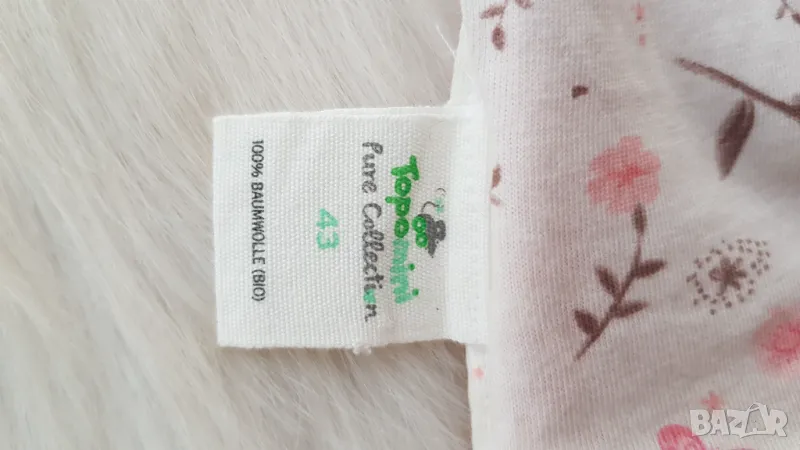 Topomini
Pure Collection
43
100% BAUMWOLLE (BIO)
BAZAR